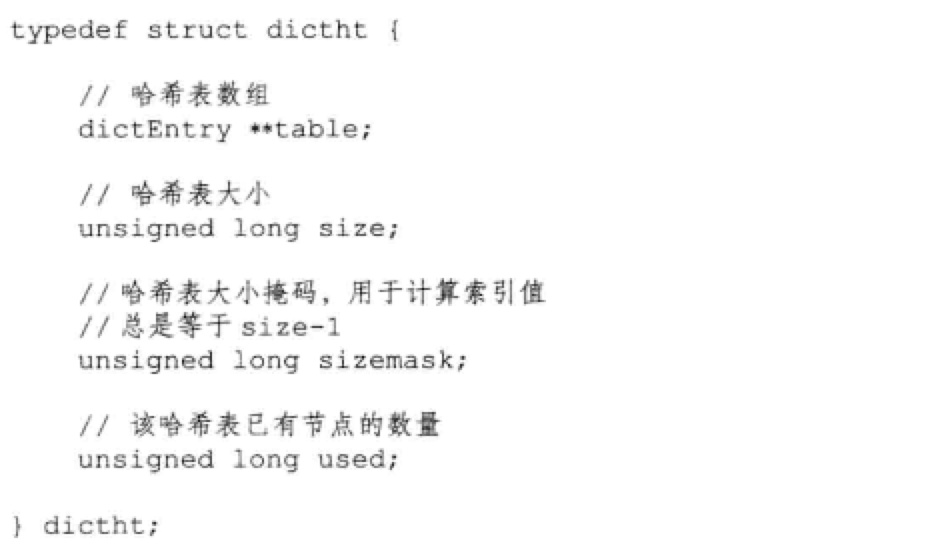 typedef struct dictht {
// 哈希表数组
dictEntry **table;
// 哈希表大小
unsigned long size;
// 哈希表大小掩码，用于计算索引值
// 总是等于 size-1
unsigned long sizemask;
// 该哈希表已有节点的数量
unsigned long used;
} dictht;